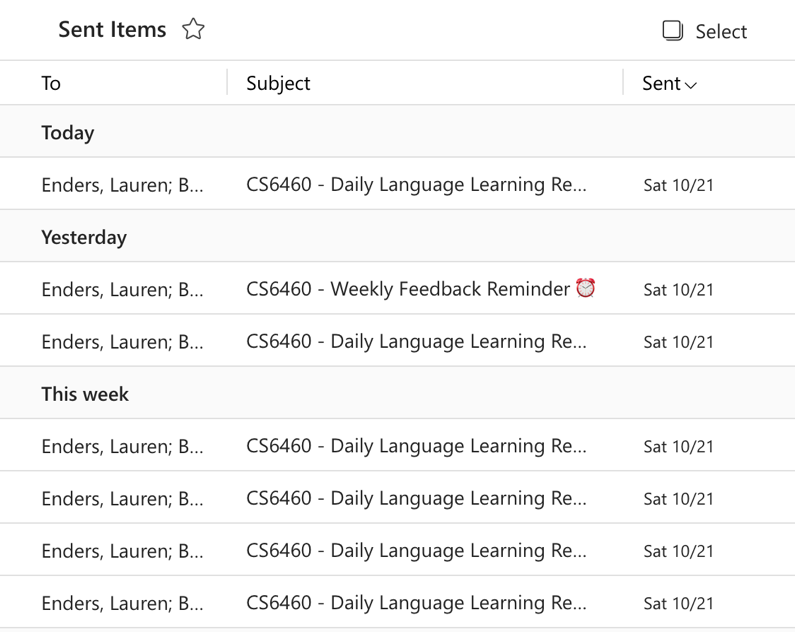 Sent Items Select
To Subject Sent
Today
Enders, Lauren; B... CS6460 - Daily Language Learning Re... Sat 10/21
Yesterday
Enders, Lauren; B... CS6460 - Weekly Feedback Reminder ⏰ Sat 10/21
Enders, Lauren; B... CS6460 - Daily Language Learning Re... Sat 10/21
This week
Enders, Lauren; B... CS6460 - Daily Language Learning Re... Sat 10/21
Enders, Lauren; B... CS6460 - Daily Language Learning Re... Sat 10/21
Enders, Lauren; B... CS6460 - Daily Language Learning Re... Sat 10/21
Enders, Lauren; B... CS6460 - Daily Language Learning Re... Sat 10/21